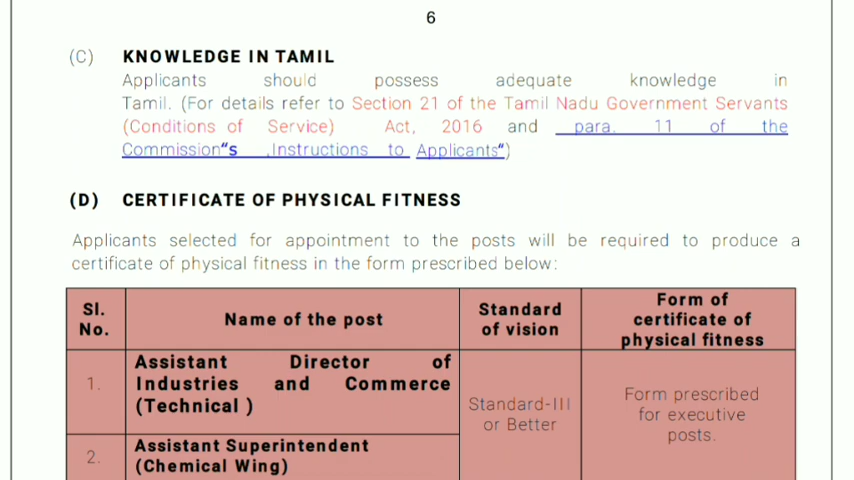 6
(C) KNOWLEDGE IN TAMIL
Applicants should possess adequate knowledge in
Tamil. (For details refer to Section 21 of the Tamil Nadu Government Servants
(Conditions of Service) Act, 2016 and para. 11 of the
Commission"s ,Instructions to Applicants")
(D) CERTIFICATE OF PHYSICAL FITNESS
Applicants selected for appointment to the posts will be required to produce a
certificate of physical fitness in the form prescribed below:
Sl. No.
Name of the post
Standard of vision
Form of certificate of physical fitness
1.
Assistant Director of
Industries and Commerce
(Technical )
Standard-III
or Better
Form prescribed
for executive
posts.
2.
Assistant Superintendent
(Chemical Wing)